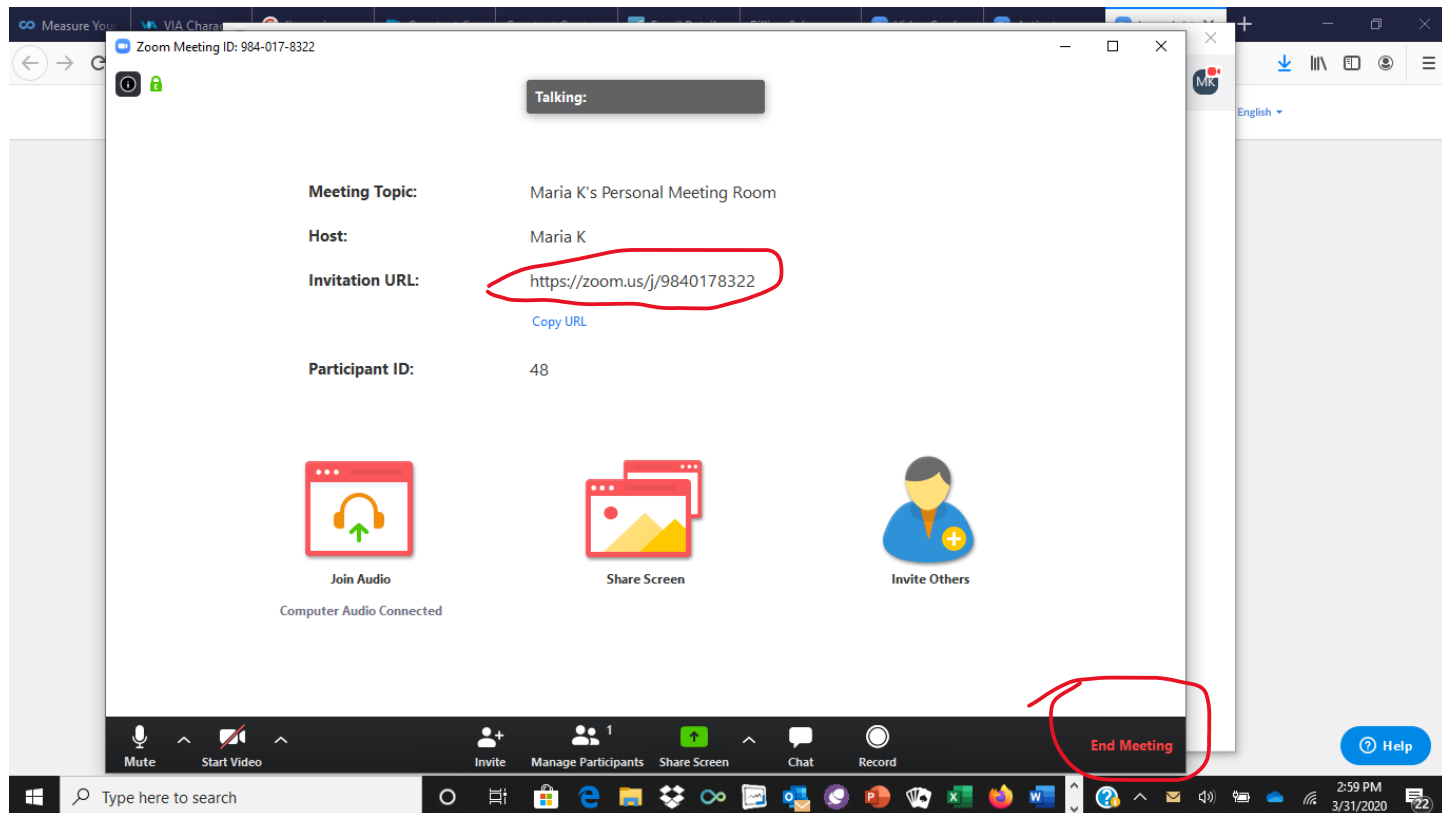 Measure You
VIA Charac
Zoom Meeting ID: 984-017-8322
MK
English
Talking:
Meeting Topic: Maria K's Personal Meeting Room
Host: Maria K
Invitation URL: https://zoom.us/j/9840178322
Copy URL
Participant ID: 48
Join Audio Share Screen Invite Others
Computer Audio Connected
1
Mute Start Video Invite Manage Participants Share Screen Chat Record End Meeting
Help
Type here to search
2:59 PM
3/31/2020
22